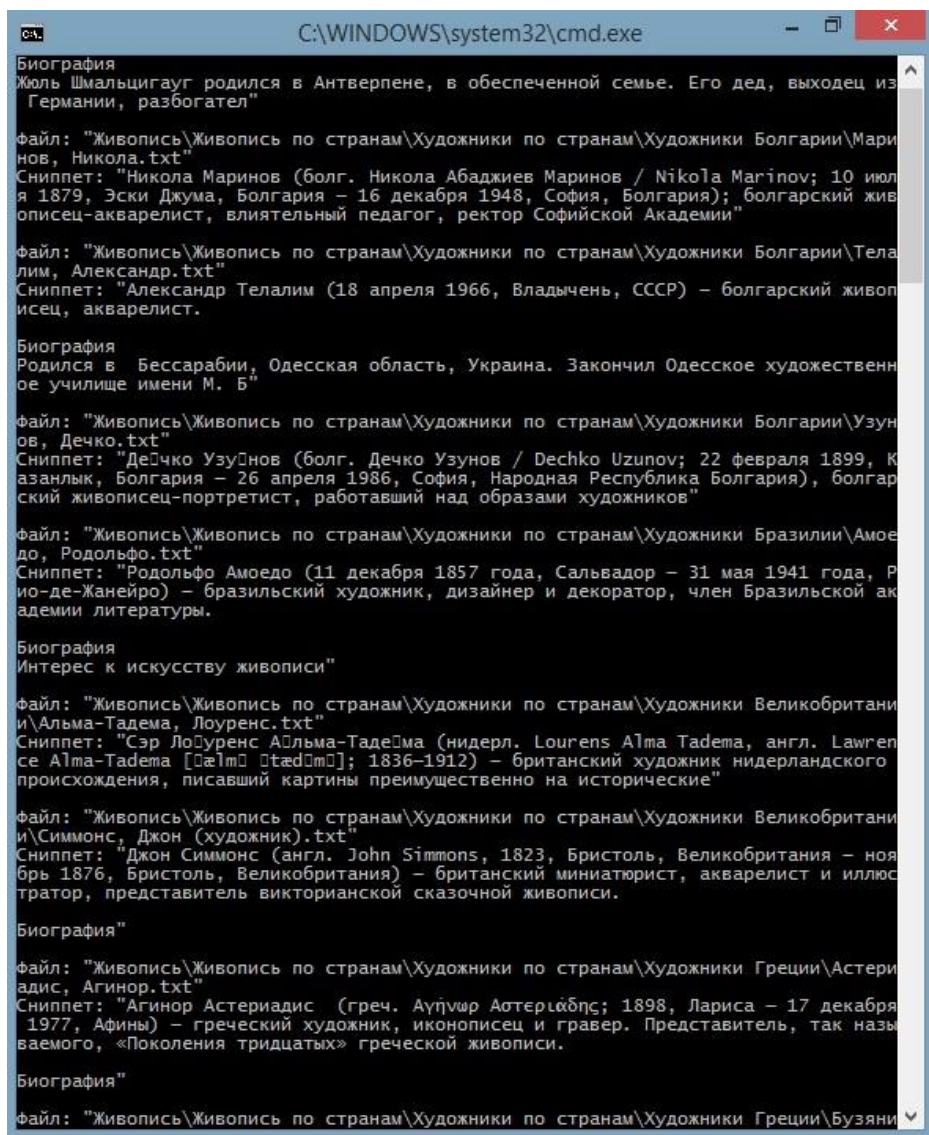 C:\WINDOWS\system32\cmd.exe
Биография
Жюль Шмальцигауг родился в Антверпене, в обеспеченной семье. Его дед, выходец из
 Германии, разбогател"
Файл: "Живопись\Живопись по странам\Художники по странам\Художники Болгарии\Мари
нов, Никола.txt"
Сниппет: "Никола Маринов (болг. Никола Абаджиев Маринов / Nikola Marinov; 10 июл
я 1879, Эски Джума, Болгария – 16 декабря 1948, София, Болгария); болгарский жив
описец-акварелист, влиятельный педагог, ректор Софийской Академии"
Файл: "Живопись\Живопись по странам\Художники по странам\Художники Болгарии\Тела
лим, Александр.txt"
Сниппет: "Александр Телалим (18 апреля 1966, Владычень, СССР) – болгарский живоп
исец, акварелист.
Биография
Родился в  Бессарабии, Одесская область, Украина. Закончил Одесское художественн
ое училище имени М. Б"
Файл: "Живопись\Живопись по странам\Художники по странам\Художники Болгарии\Узун
ов, Дечко.txt"
Сниппет: "Де▯чко Узу▯нов (болг. Дечко Узунов / Dechko Uzunov; 22 февраля 1899, К
азанлык, Болгария – 26 апреля 1986, София, Народная Республика Болгария), болгар
ский живописец-портретист, работавший над образами художников"
Файл: "Живопись\Живопись по странам\Художники по странам\Художники Бразилии\Амое
до, Родольфо.txt"
Сниппет: "Родольфо Амоедо (11 декабря 1857 года, Сальвадор – 31 мая 1941 года, Р
ио-де-Жанейро) – бразильский художник, дизайнер и декоратор, член Бразильской ак
адемии литературы.
Биография
Интерес к искусству живописи"
Файл: "Живопись\Живопись по странам\Художники по странам\Художники Великобритани
и\Альма-Тадема, Лоуренс.txt"
Сниппет: "Сэр Ло▯уренс А▯льма-Таде▯ма (нидерл. Lourens Alma Tadema, англ. Lawren
ce Alma-Tadema [▯ælm▯ ▯tæd▯m▯]; 1836–1912) – британский художник нидерландского
происхождения, писавший картины преимущественно на исторические"
Файл: "Живопись\Живопись по странам\Художники по странам\Художники Великобритани
и\Симмонс, Джон (художник).txt"
Сниппет: "Джон Симмонс (англ. John Simmons, 1823, Бристоль, Великобритания – ноя
брь 1876, Бристоль, Великобритания) – британский миниатюрист, акварелист и иллюс
тратор, представитель викторианской сказочной живописи.
Биография"
Файл: "Живопись\Живопись по странам\Художники по странам\Художники Греции\Астери
адис, Агинор.txt"
Сниппет: "Агинор Астериадис  (греч. Αγήνωρ Αστεριάδης; 1898, Лариса – 17 декабря
 1977, Афины) – греческий художник, иконописец и гравер. Представитель, так назы
ваемого, «Поколения тридцатых» греческой живописи.
Биография"
Файл: "Живопись\Живопись по странам\Художники по странам\Художники Греции\Бузяни